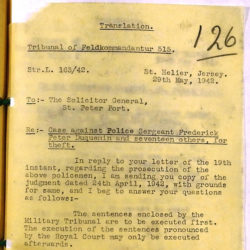 Translation.
126
Tribunal of Feldkommandantur 515.
Str.L. 163/42.
St. Helier, Jersey.
29th May, 1942.
To:- The Solicitor General,
St. Peter Port.
Re:- Case against Police Sergeant Frederick
Peter Duquemin and seventeen others, for
theft.
In reply to your letter of the 19th
instant, regarding the prosecution of the
above policemen, I am sending you copy of the
judgment dated 24th April, 1942, with grounds
for same, and I beg to answer your questions
as follows:-
The sentences enclosed by the
Military Tribunal are to be executed first.
The execution of the sentences pronounced
by the Royal Court may only be executed
afterwards.